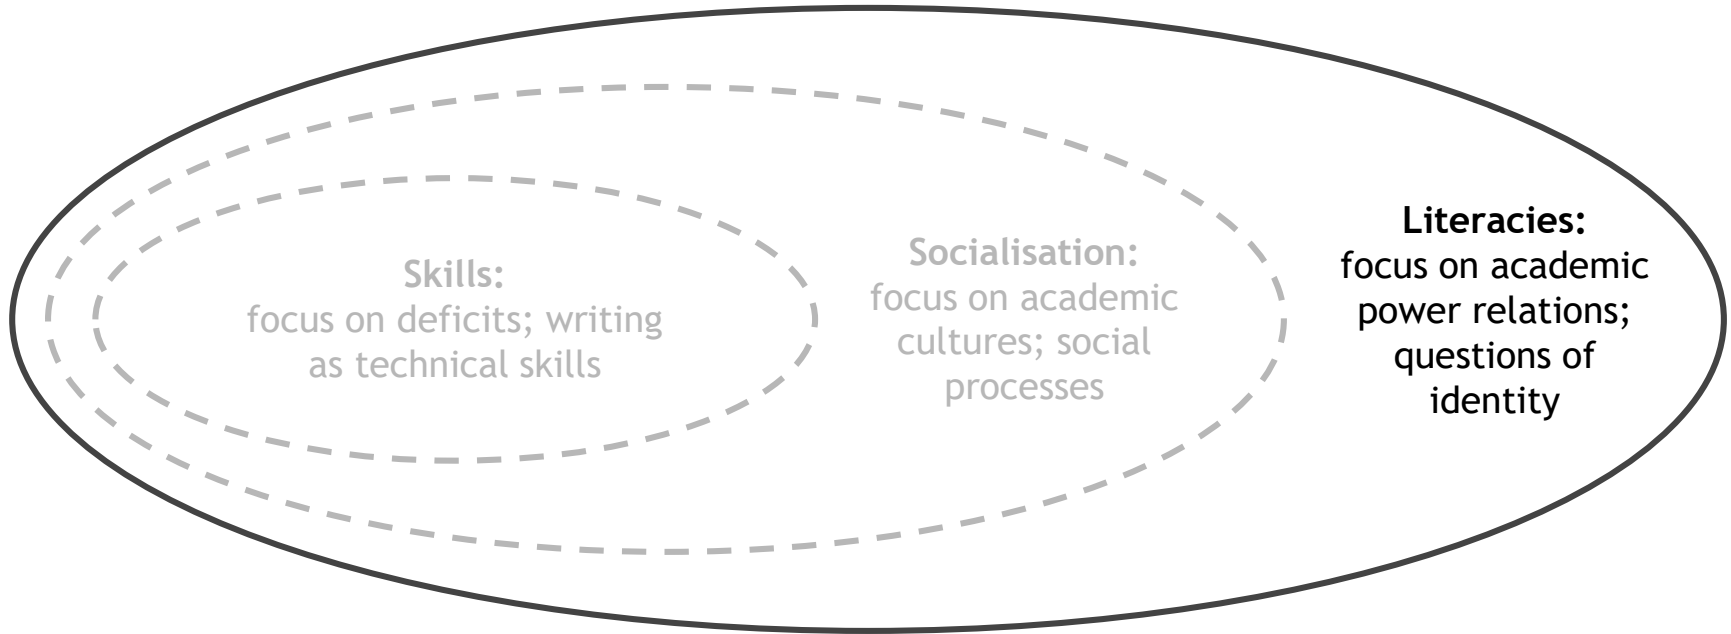 Skills:
focus on deficits; writing
as technical skills
Socialisation:
focus on academic
cultures; social
processes
Literacies:
focus on academic
power relations;
questions of
identity